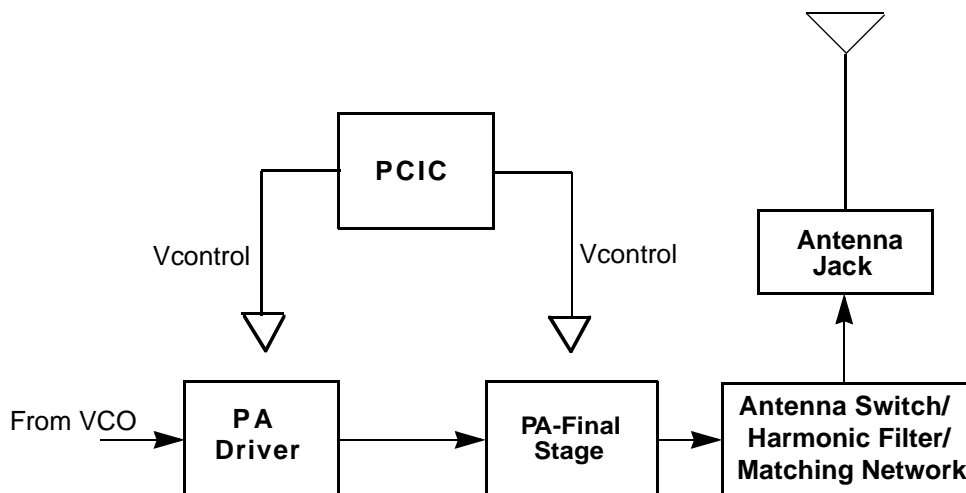 PCIC
Vcontrol
Vcontrol
Antenna
Jack
From VCO
PA
Driver
PA-Final
Stage
Antenna Switch/
Harmonic Filter/
Matching Network